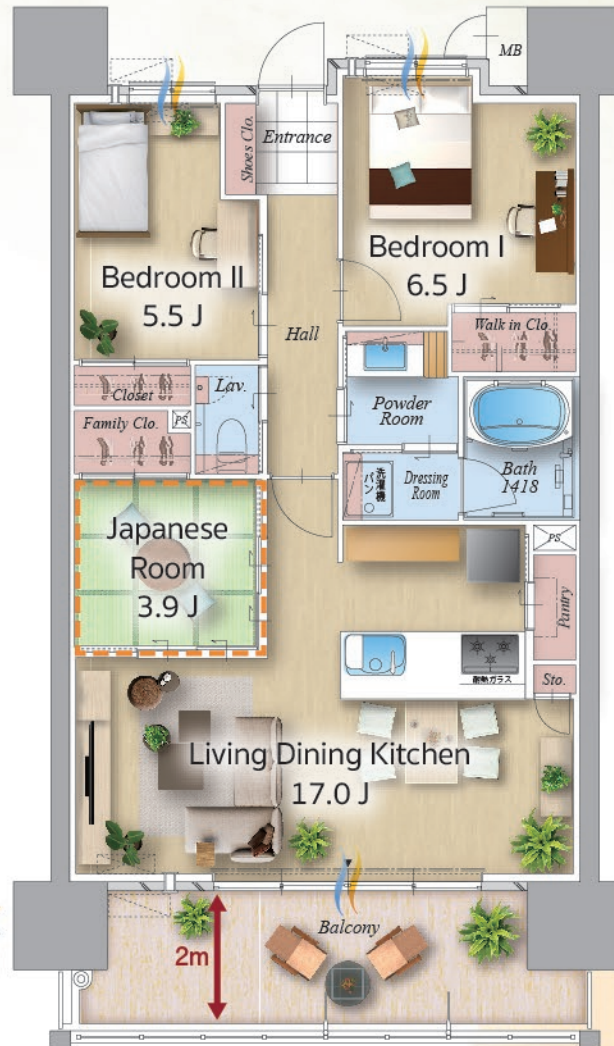 MB
Shoes Clo.
Entrance
Bedroom I
6.5 J
Bedroom II
5.5 J
Hall
Walk in Clo.
Closet
Lav.
Powder
Room
Family Clo.
PS
Bath
1418
洗濯機
パン
Dressing
Room
Japanese
Room
3.9 J
PS
Pantry
耐熱ガラス
Sto.
Living Dining Kitchen
17.0 J
Balcony
2m